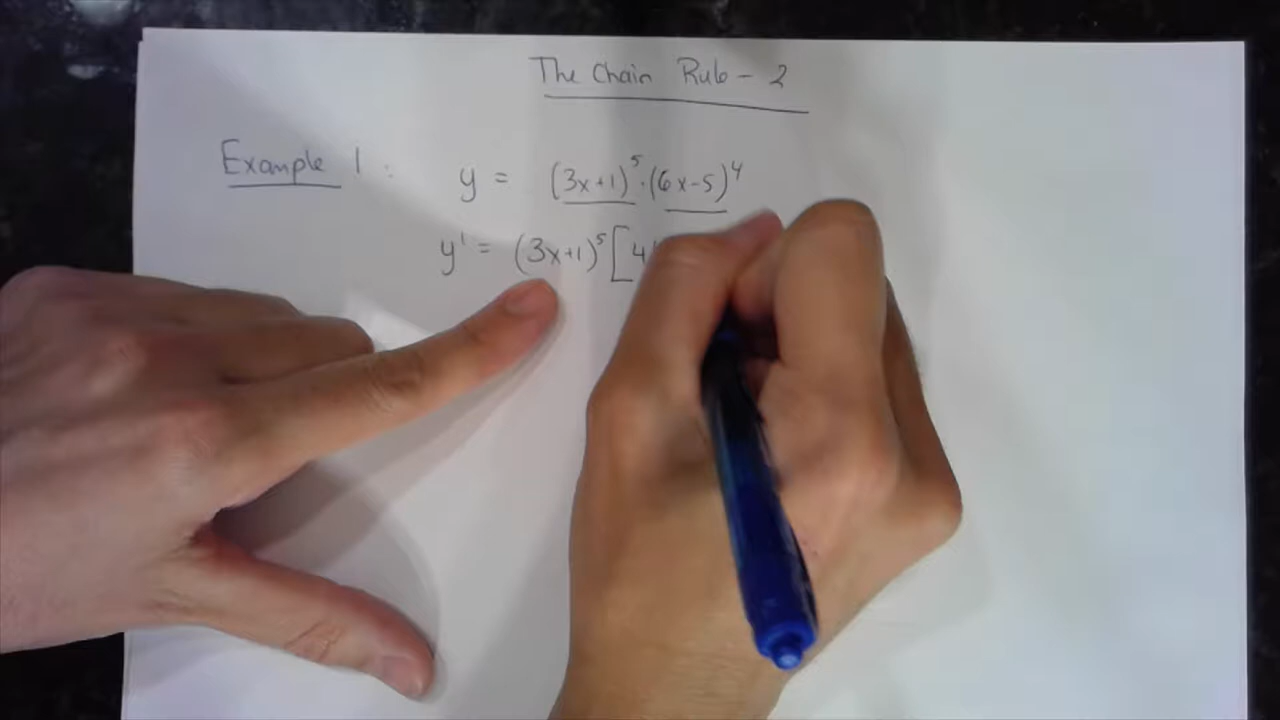 The Chain Rule - 2
Example 1 : y = (3x+1)⁵·(6x-5)⁴
y' = (3x+1)⁵[4(